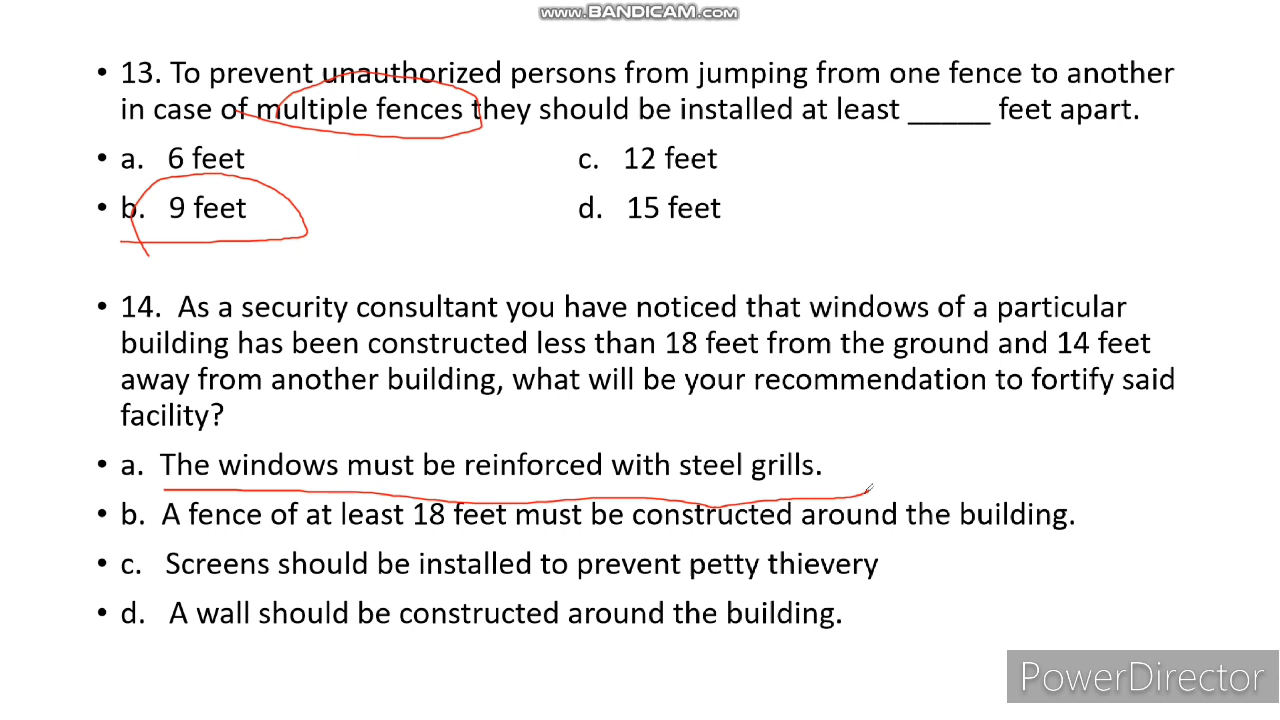 www.BANDICAM.com
• 13. To prevent unauthorized persons from jumping from one fence to another
in case of multiple fences they should be installed at least _____ feet apart.
• a. 6 feet c. 12 feet
• b. 9 feet d. 15 feet
• 14. As a security consultant you have noticed that windows of a particular
building has been constructed less than 18 feet from the ground and 14 feet
away from another building, what will be your recommendation to fortify said
facility?
• a. The windows must be reinforced with steel grills.
• b. A fence of at least 18 feet must be constructed around the building.
• c. Screens should be installed to prevent petty thievery
• d. A wall should be constructed around the building.
PowerDirector